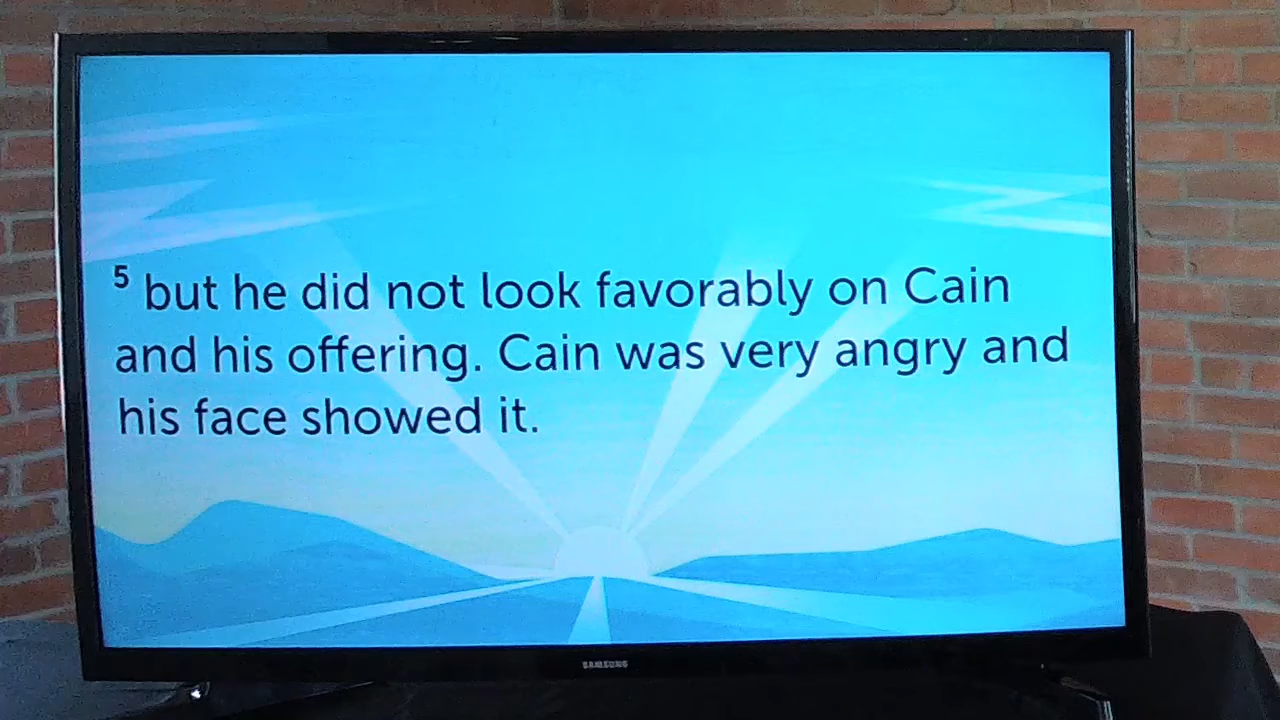 5 but he did not look favorably on Cain
and his offering. Cain was very angry and
his face showed it.
SAMSUNG